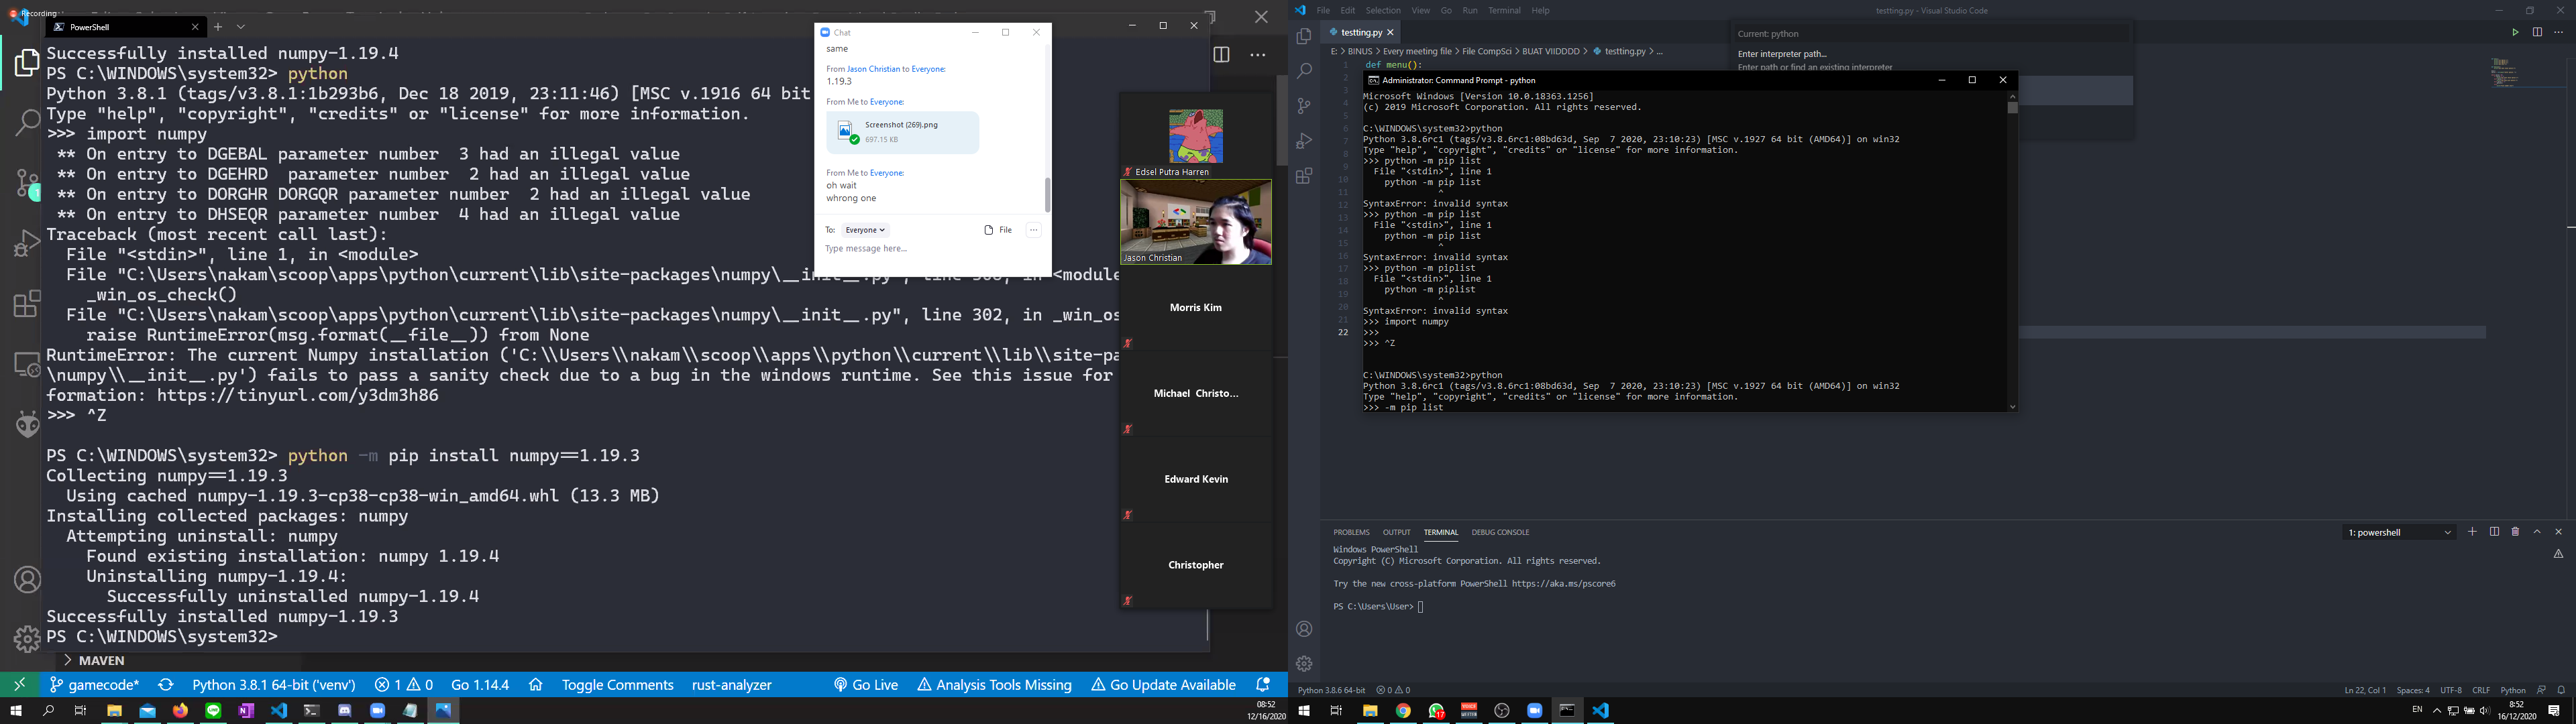 Recording
PowerShell
Successfully installed numpy-1.19.4
PS C:\WINDOWS\system32> python
Python 3.8.1 (tags/v3.8.1:1b293b6, Dec 18 2019, 23:11:46) [MSC v.1916 64 bit
Type "help", "copyright", "credits" or "license" for more information.
>>> import numpy
** On entry to DGEBAL parameter number  3 had an illegal value
** On entry to DGEHRD  parameter number  2 had an illegal value
** On entry to DORGHR DORGQR parameter number  2 had an illegal value
** On entry to DHSEQR parameter number  4 had an illegal value
Traceback (most recent call last):
File "<stdin>", line 1, in <module>
File "C:\Users\nakam\scoop\apps\python\current\lib\site-packages\numpy\__init__.py", line 305, in <module
_win_os_check()
File "C:\Users\nakam\scoop\apps\python\current\lib\site-packages\numpy\__init__.py", line 302, in _win_os
raise RuntimeError(msg.format(__file__)) from None
RuntimeError: The current Numpy installation ('C:\\Users\\nakam\\scoop\\apps\\python\\current\\lib\\site-pa
\numpy\\__init__.py') fails to pass a sanity check due to a bug in the windows runtime. See this issue for
formation: https://tinyurl.com/y3dm3h86
>>> ^Z
PS C:\WINDOWS\system32> python -m pip install numpy==1.19.3
Collecting numpy==1.19.3
Using cached numpy-1.19.3-cp38-cp38-win_amd64.whl (13.3 MB)
Installing collected packages: numpy
Attempting uninstall: numpy
Found existing installation: numpy 1.19.4
Uninstalling numpy-1.19.4:
Successfully uninstalled numpy-1.19.4
Successfully installed numpy-1.19.3
PS C:\WINDOWS\system32>
MAVEN
gamecode*
Python 3.8.1 64-bit ('venv')
1
0
Go 1.14.4
Toggle Comments
rust-analyzer
Go Live
Analysis Tools Missing
Go Update Available
08:52
12/16/2020
Chat
same
From Jason Christian to Everyone:
1.19.3
From Me to Everyone:
Screenshot (269).png
697.15 KB
From Me to Everyone:
oh wait
whrong one
To:
Everyone
File
Type message here...
Edsel Putra Harren
Jason Christian
Morris Kim
Michael Christo...
Edward Kevin
Christopher
File Edit Selection View Go Run Terminal Help
testting.py - Visual Studio Code
testting.py
E: > BINUS > Every meeting file > File CompSci > BUAT VIIDDDD > testting.py > ...
Current: python
Enter interpreter path...
Enter path or find an existing interpreter
1 def menu():
2
3
4
5
6
7
8
9
10
11
12
13
14
15
16
17
18
19
20
21
22
Administrator: Command Prompt - python
Microsoft Windows [Version 10.0.18363.1256]
(c) 2019 Microsoft Corporation. All rights reserved.
C:\WINDOWS\system32>python
Python 3.8.6rc1 (tags/v3.8.6rc1:08bd63d, Sep  7 2020, 23:10:23) [MSC v.1927 64 bit (AMD64)] on win32
Type "help", "copyright", "credits" or "license" for more information.
>>> python -m pip list
File "<stdin>", line 1
python -m pip list
^
SyntaxError: invalid syntax
>>> python -m pip list
File "<stdin>", line 1
python -m pip list
^
SyntaxError: invalid syntax
>>> python -m piplist
File "<stdin>", line 1
python -m piplist
^
SyntaxError: invalid syntax
>>> import numpy
>>>
>>> ^Z
C:\WINDOWS\system32>python
Python 3.8.6rc1 (tags/v3.8.6rc1:08bd63d, Sep  7 2020, 23:10:23) [MSC v.1927 64 bit (AMD64)] on win32
Type "help", "copyright", "credits" or "license" for more information.
>>> -m pip list
PROBLEMS OUTPUT TERMINAL DEBUG CONSOLE
1: powershell
Windows PowerShell
Copyright (C) Microsoft Corporation. All rights reserved.
Try the new cross-platform PowerShell https://aka.ms/pscore6
PS C:\Users\User>
Python 3.8.6 64-bit
0
0
Ln 22, Col 1
Spaces: 4
UTF-8
CRLF
Python
17
EN
8:52
16/12/2020